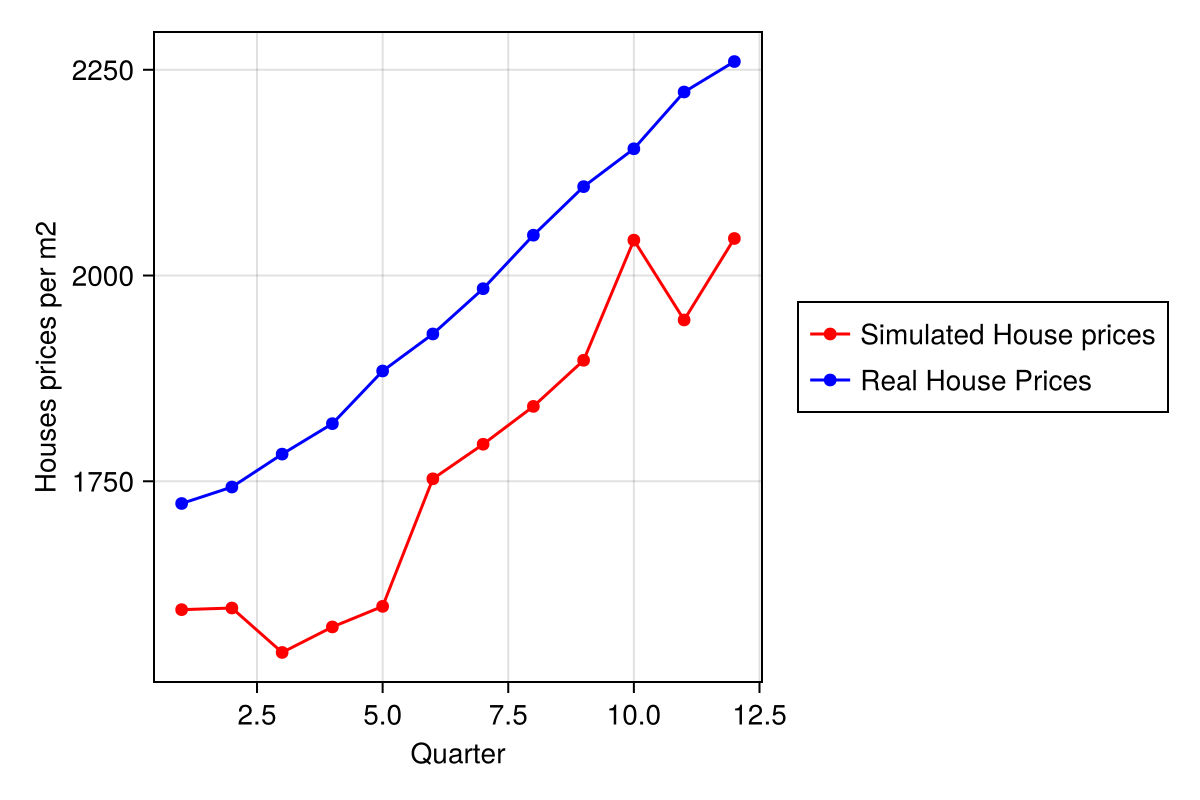 2250
2000
1750
Houses prices per m2
2.5 5.0 7.5 10.0 12.5
Quarter
Simulated House prices
Real House Prices